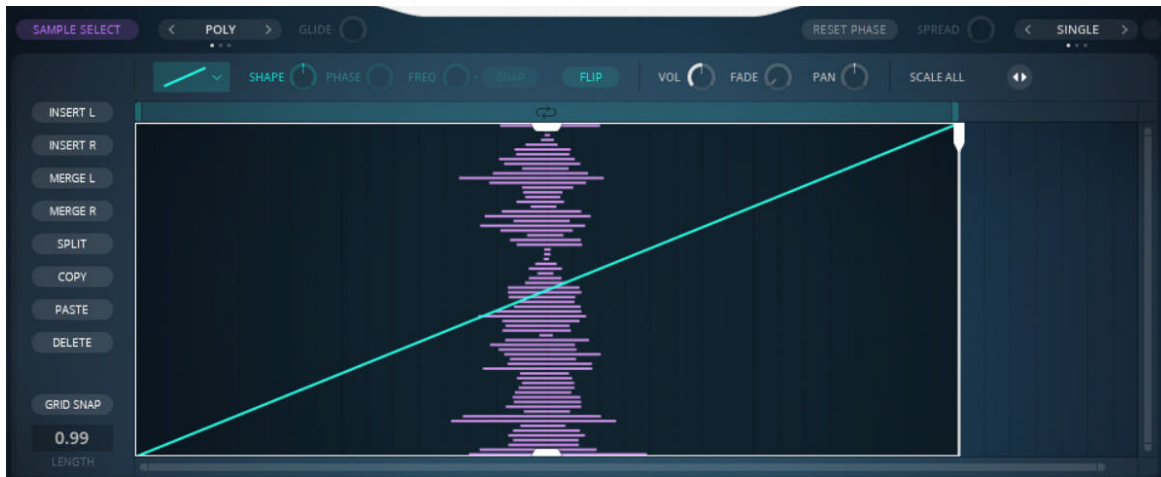 SAMPLE SELECT < POLY > GLIDE RESET PHASE SPREAD < SINGLE >
SHAPE PHASE FREQ - SNAP FLIP VOL FADE PAN SCALE ALL
INSERT L
INSERT R
MERGE L
MERGE R
SPLIT
COPY
PASTE
DELETE
GRID SNAP
0.99
LENGTH